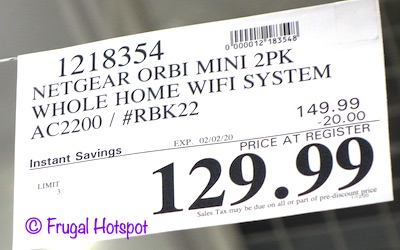 1218354
0000012183548
NETGEAR ORBI MINI 2PK
WHOLE HOME WIFI SYSTEM
AC2200 / #RBK22
149.99
-20.00
Instant Savings
EXP. 02/02/20
PRICE AT REGISTER
LIMIT
3
129.99
Sales Tax may be due on all or part of pre-discount price
© Frugal Hotspot